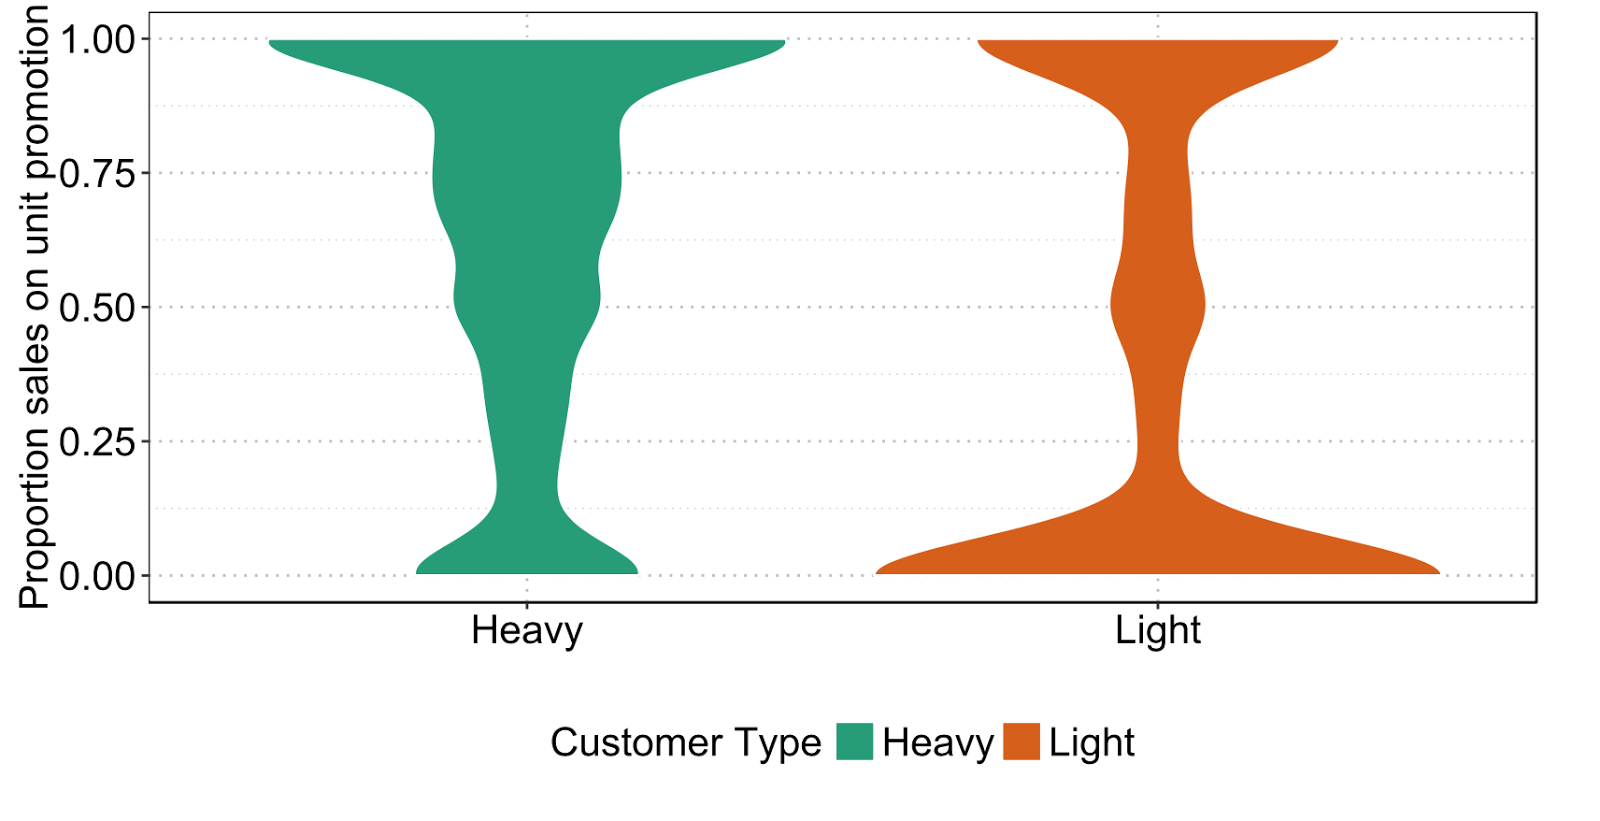 Proportion sales on unit promotion
1.00
0.75
0.50
0.25
0.00
Heavy
Light
Customer Type Heavy Light